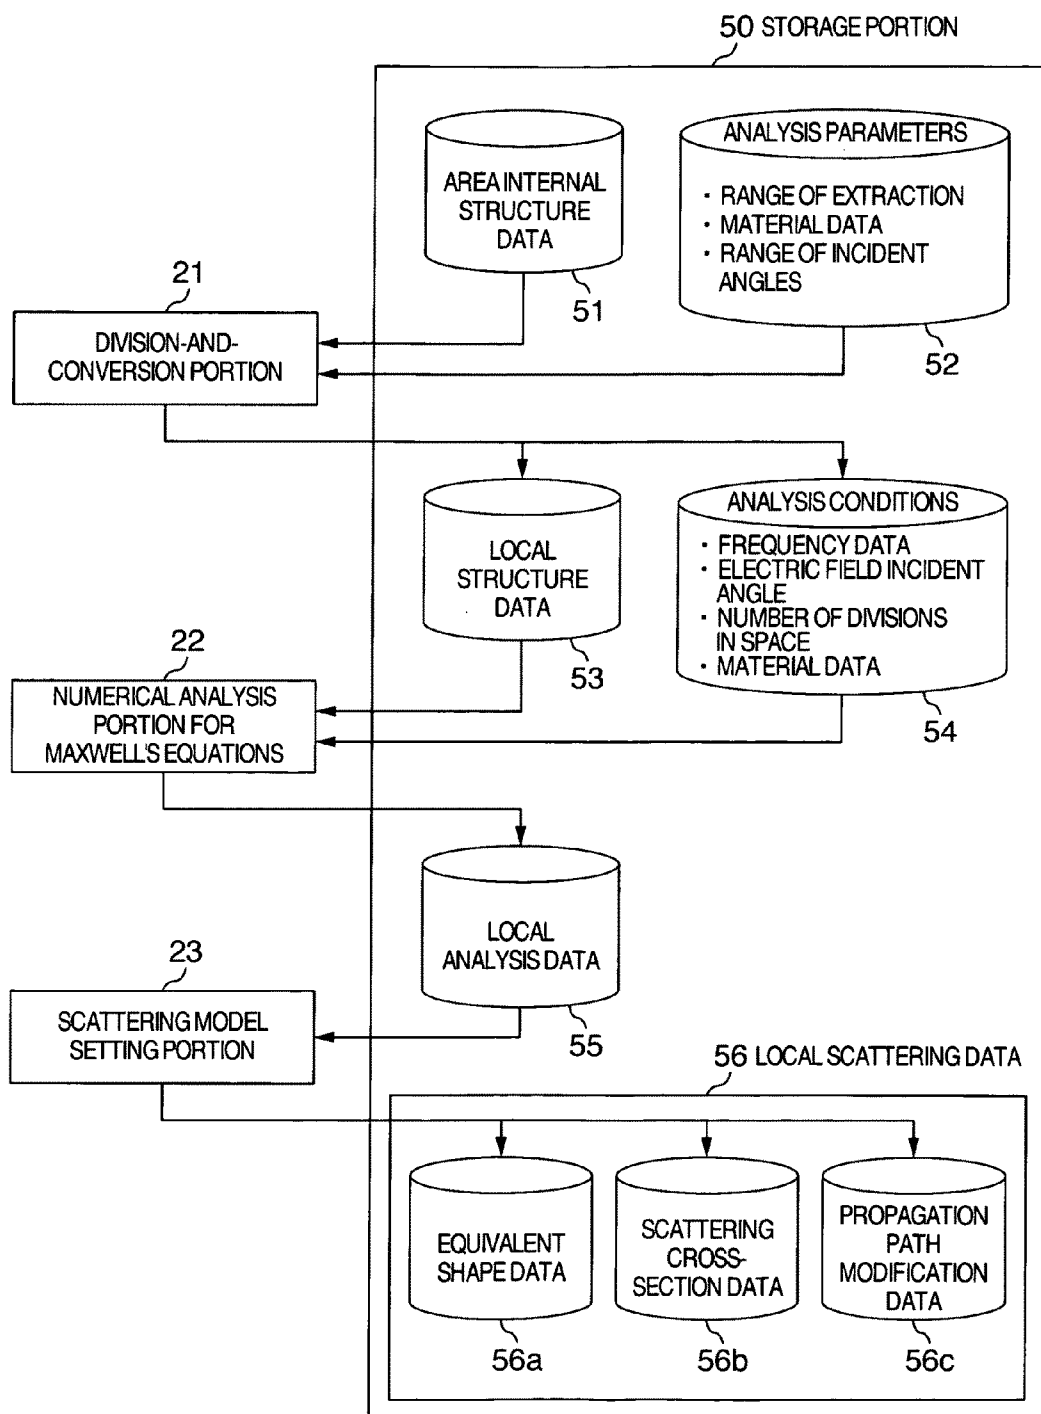 50 STORAGE PORTION
AREA INTERNAL
STRUCTURE
DATA
51
ANALYSIS PARAMETERS
・RANGE OF EXTRACTION
・MATERIAL DATA
・RANGE OF INCIDENT
ANGLES
52
21
DIVISION-AND-
CONVERSION PORTION
LOCAL
STRUCTURE
DATA
53
ANALYSIS CONDITIONS
・FREQUENCY DATA
・ELECTRIC FIELD INCIDENT
ANGLE
・NUMBER OF DIVISIONS
IN SPACE
・MATERIAL DATA
54
22
NUMERICAL ANALYSIS
PORTION FOR
MAXWELL'S EQUATIONS
LOCAL
ANALYSIS DATA
55
23
SCATTERING MODEL
SETTING PORTION
56 LOCAL SCATTERING DATA
EQUIVALENT
SHAPE DATA
56a
SCATTERING
CROSS-
SECTION DATA
56b
PROPAGATION
PATH
MODIFICATION
DATA
56c